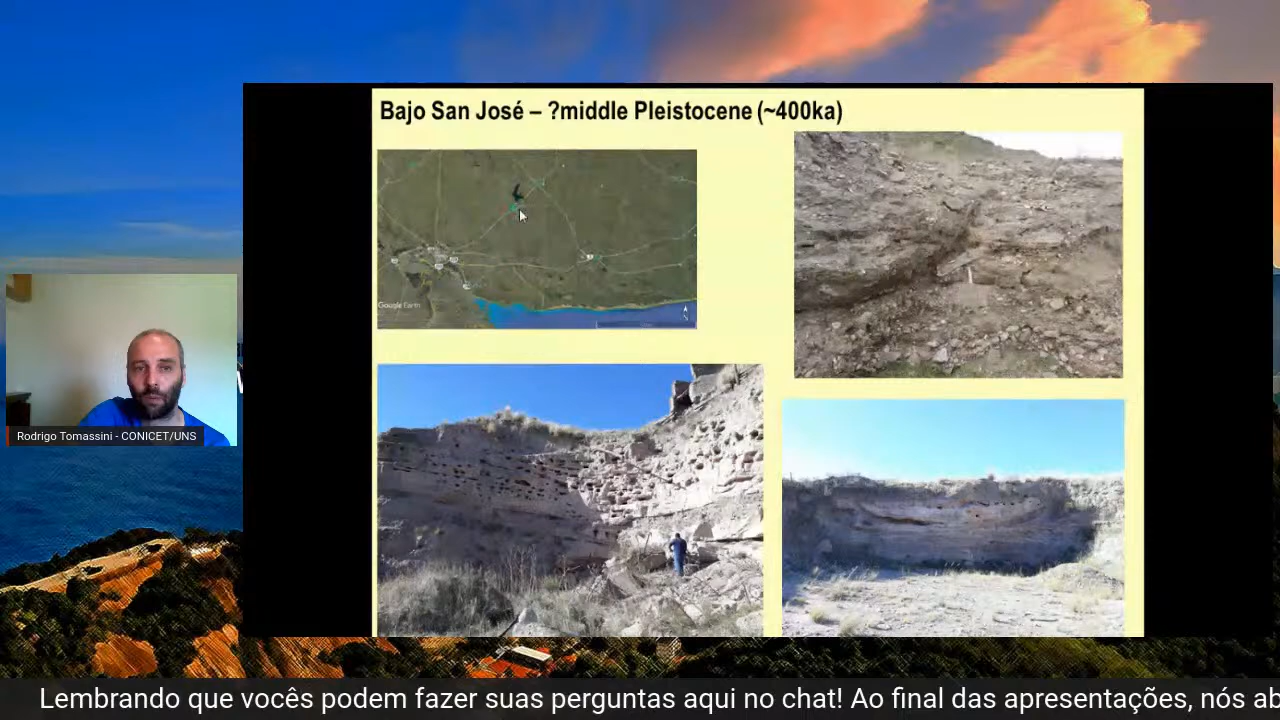 Bajo San José – ?middle Pleistocene (~400ka)
Google Earth
Rodrigo Tomassini - CONICET/UNS
Lembrando que vocês podem fazer suas perguntas aqui no chat! Ao final das apresentações, nós ab